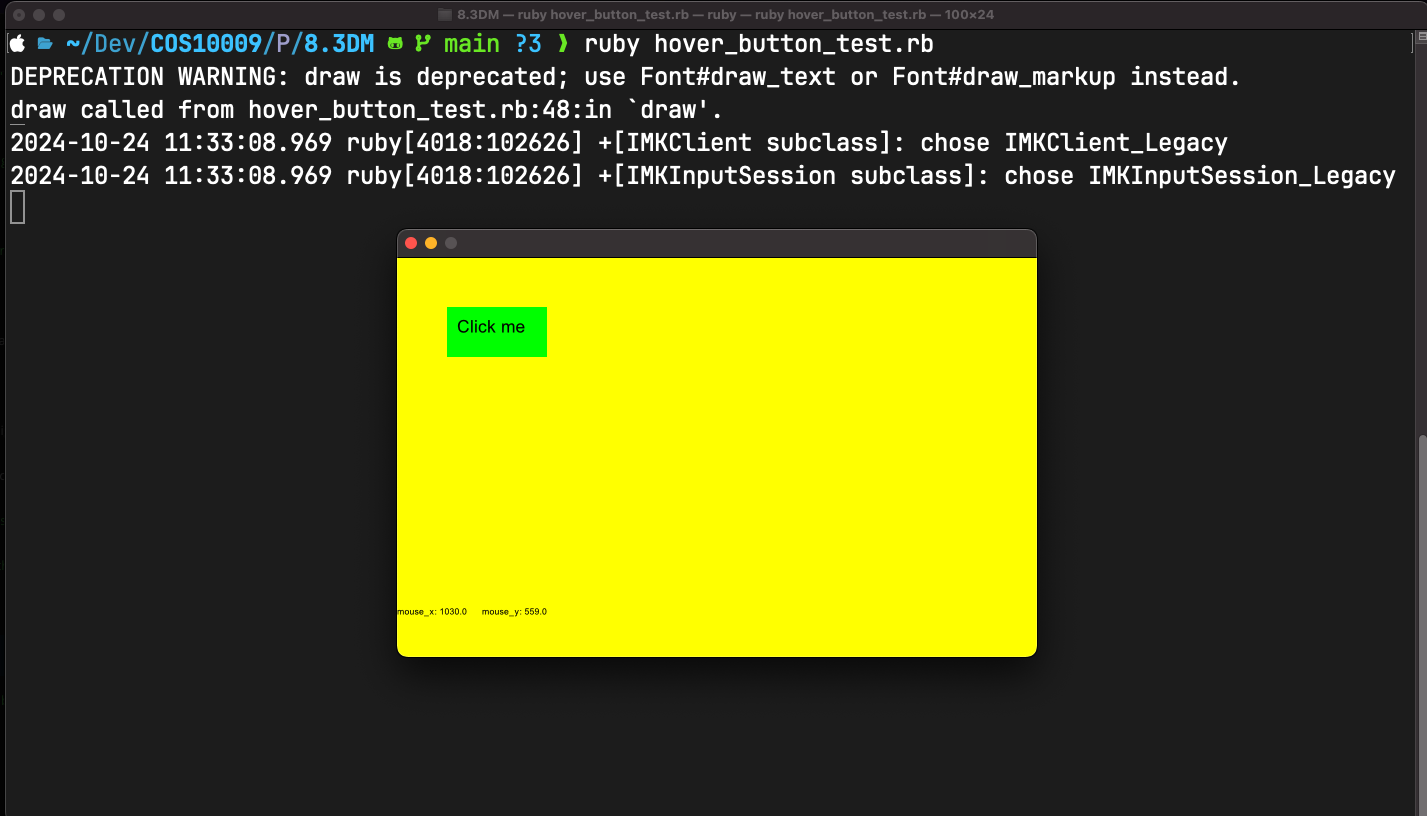 8.3DM — ruby hover_button_test.rb — ruby — ruby hover_button_test.rb — 100×24
~/Dev/COS10009/P/8.3DM main ?3 ❯ ruby hover_button_test.rb
DEPRECATION WARNING: draw is deprecated; use Font#draw_text or Font#draw_markup instead.
draw called from hover_button_test.rb:48:in `draw'.
2024-10-24 11:33:08.969 ruby[4018:102626] +[IMKClient subclass]: chose IMKClient_Legacy
2024-10-24 11:33:08.969 ruby[4018:102626] +[IMKInputSession subclass]: chose IMKInputSession_Legacy
Click me
mouse_x: 1030.0 mouse_y: 559.0